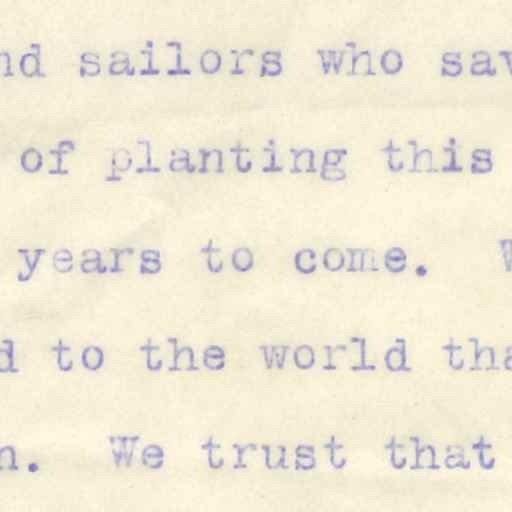 nd sailors who sav
of planting this
years to come. W
d to the world tha
n. We trust that